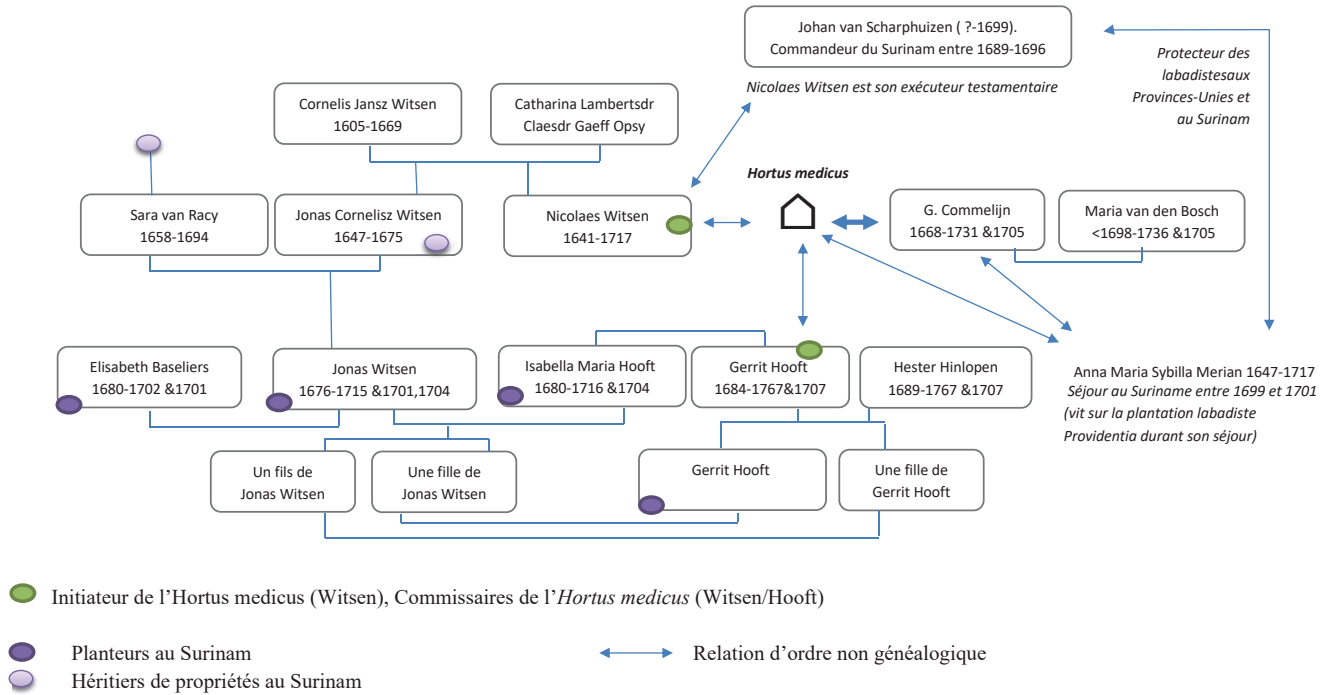 Johan van Scharphuizen ( ?-1699).
Commandeur du Surinam entre 1689-1696
Protecteur des
labadistesaux
Provinces-Unies et
au Surinam
Nicolaes Witsen est son exécuteur testamentaire
Cornelis Jansz Witsen
1605-1669
Catharina Lambertsdr
Claesdr Gaeff Opsy
Hortus medicus
Sara van Racy
1658-1694
Jonas Cornelisz Witsen
1647-1675
Nicolaes Witsen
1641-1717
G. Commelijn
1668-1731 &1705
Maria van den Bosch
<1698-1736 &1705
Elisabeth Baseliers
1680-1702 &1701
Jonas Witsen
1676-1715 &1701,1704
Isabella Maria Hooft
1680-1716 &1704
Gerrit Hooft
1684-1767&1707
Hester Hinlopen
1689-1767 &1707
Anna Maria Sybilla Merian 1647-1717
Séjour au Suriname entre 1699 et 1701
(vit sur la plantation labadiste
Providentia durant son séjour)
Un fils de
Jonas Witsen
Une fille de
Jonas Witsen
Gerrit Hooft
Une fille de
Gerrit Hooft
Initiateur de l’Hortus medicus (Witsen), Commissaires de l’Hortus medicus (Witsen/Hooft)
Planteurs au Surinam
Relation d’ordre non généalogique
Héritiers de propriétés au Surinam